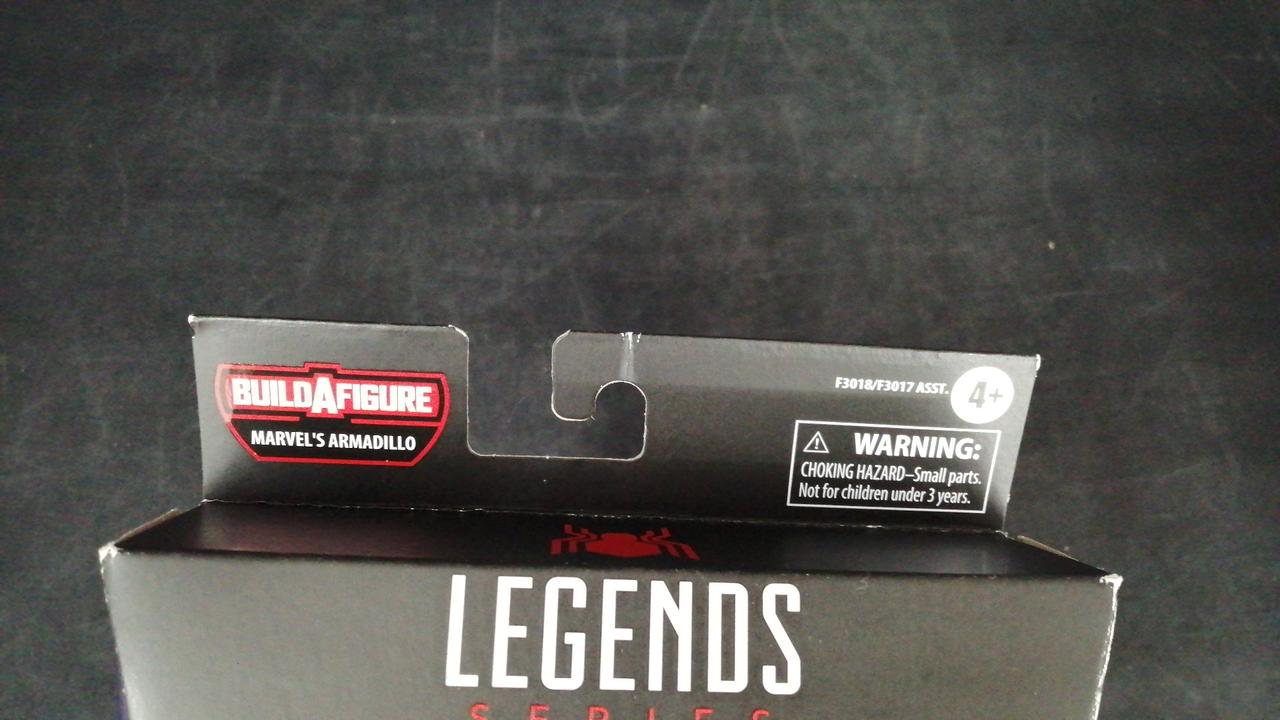 BUILDAFIGURE
MARVEL'S ARMADILLO
F3018/F3017 ASST.
4+
WARNING:
CHOKING HAZARD–Small parts.
Not for children under 3 years.
LEGENDS
SERIES